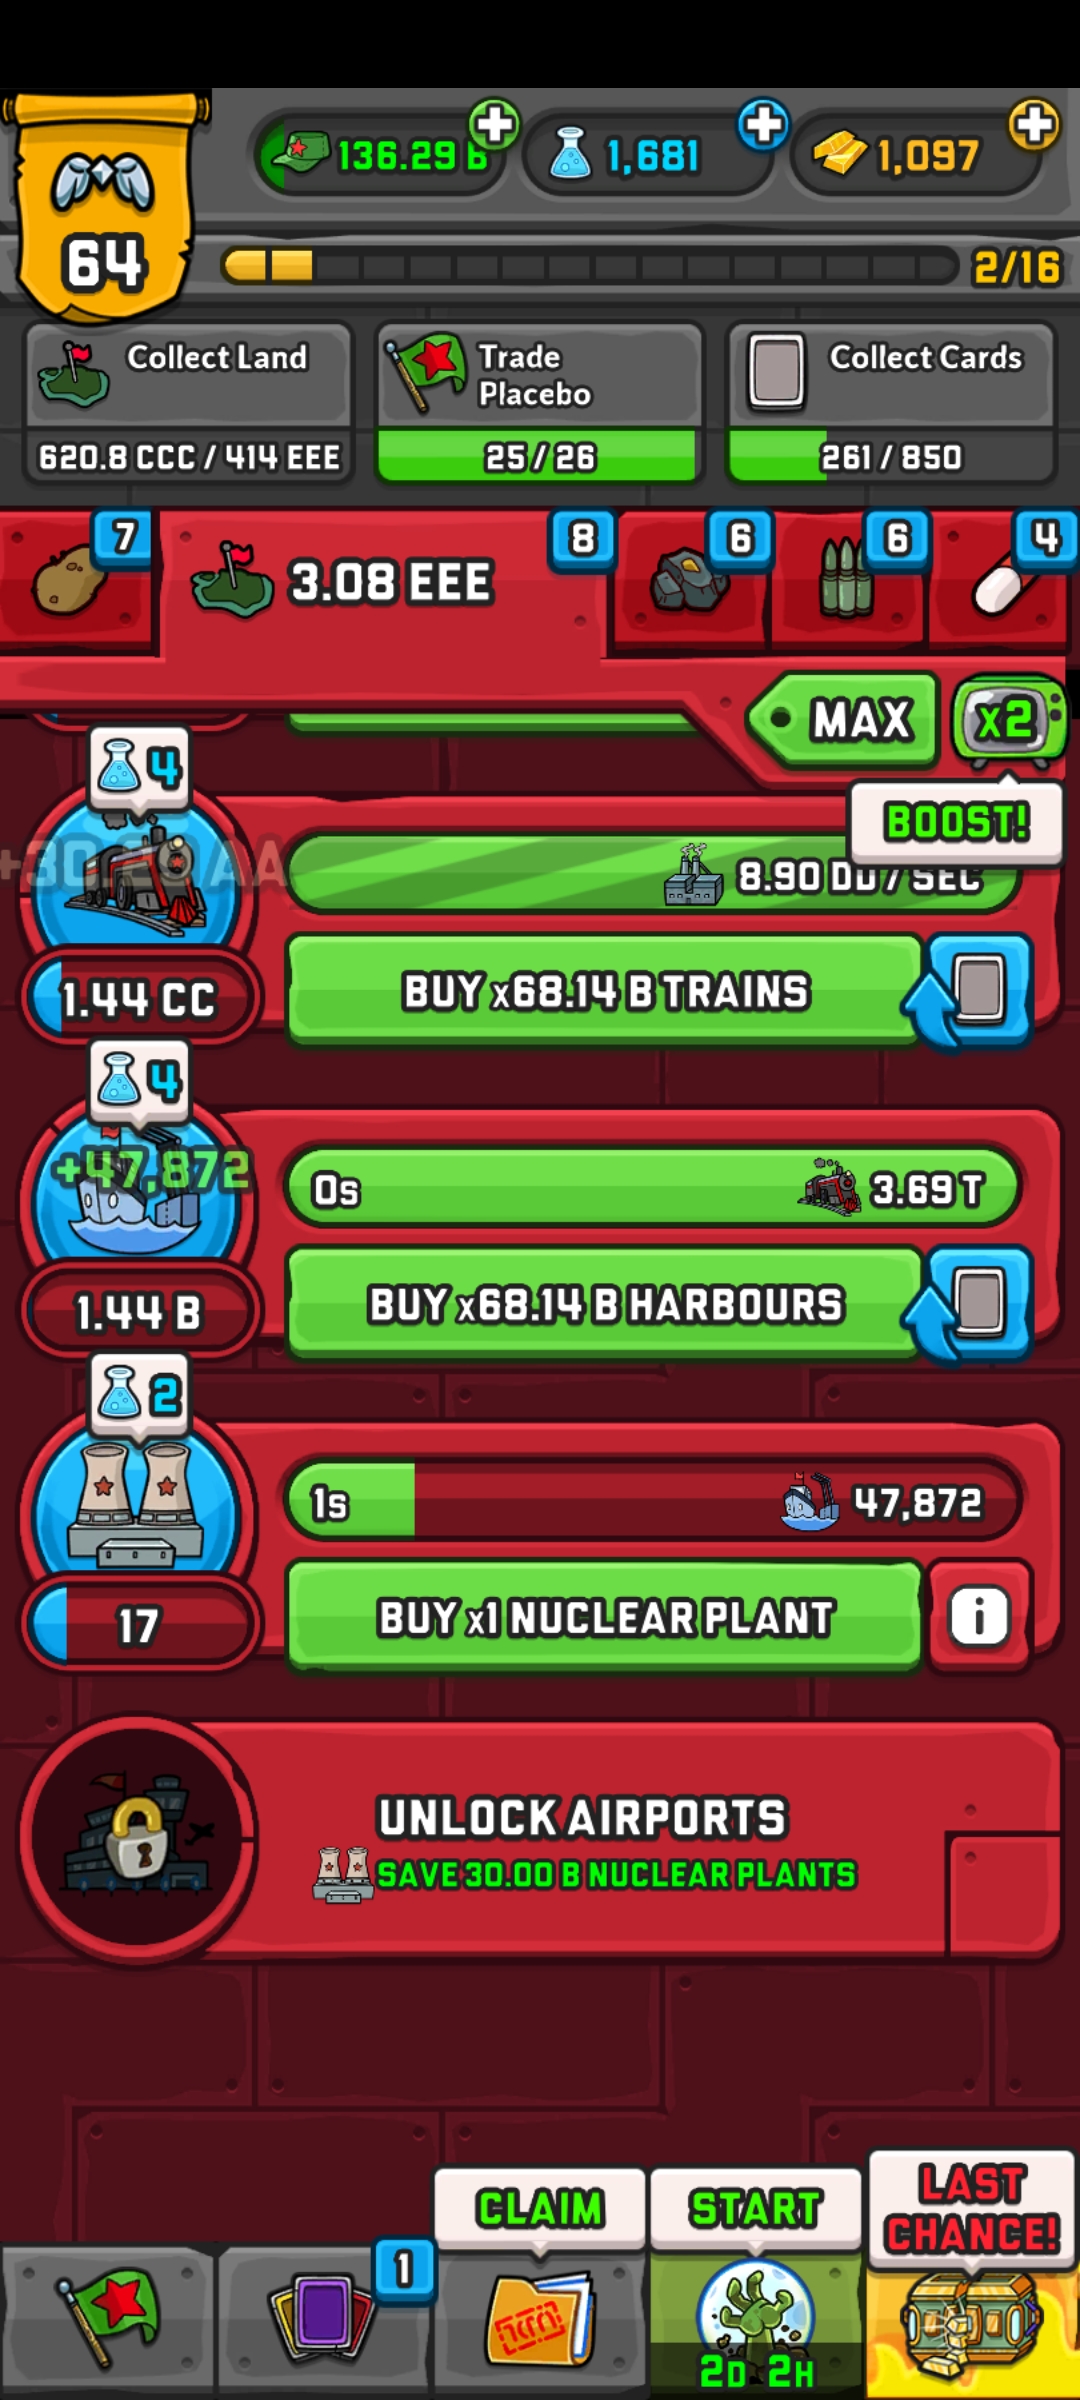 136.29 B
1,681
1,097
64
2/16
Collect Land
620.8 CCC / 414 EEE
Trade
Placebo
25 / 26
Collect Cards
261 / 850
7
3.08 EEE
8
6
6
4
MAX
x2
BOOST!
4
8.90 DD / SEC
1.44 CC
BUY x68.14 B TRAINS
4
+47,872
0s
3.69 T
1.44 B
BUY x68.14 B HARBOURS
2
1s
47,872
17
BUY x1 NUCLEAR PLANT
i
UNLOCK AIRPORTS
SAVE 30.00 B NUCLEAR PLANTS
CLAIM
START
LAST
CHANCE!
1
2D 2H